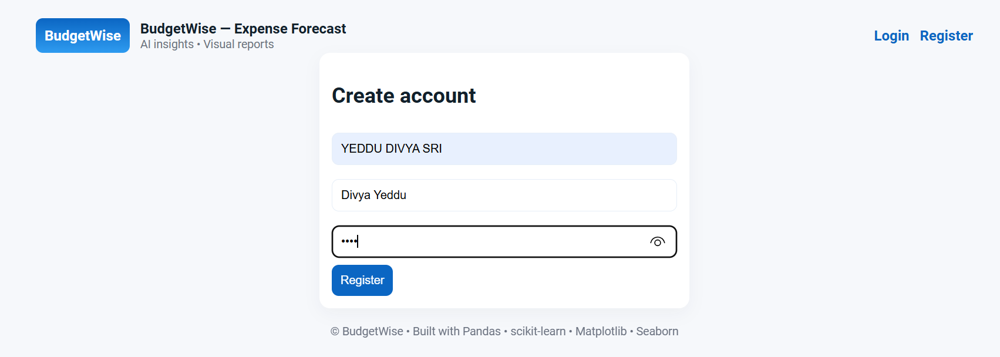 BudgetWise
BudgetWise — Expense Forecast
AI insights • Visual reports
Login Register
Create account
YEDDU DIVYA SRI
Divya Yeddu
••••
Register
© BudgetWise • Built with Pandas • scikit-learn • Matplotlib • Seaborn